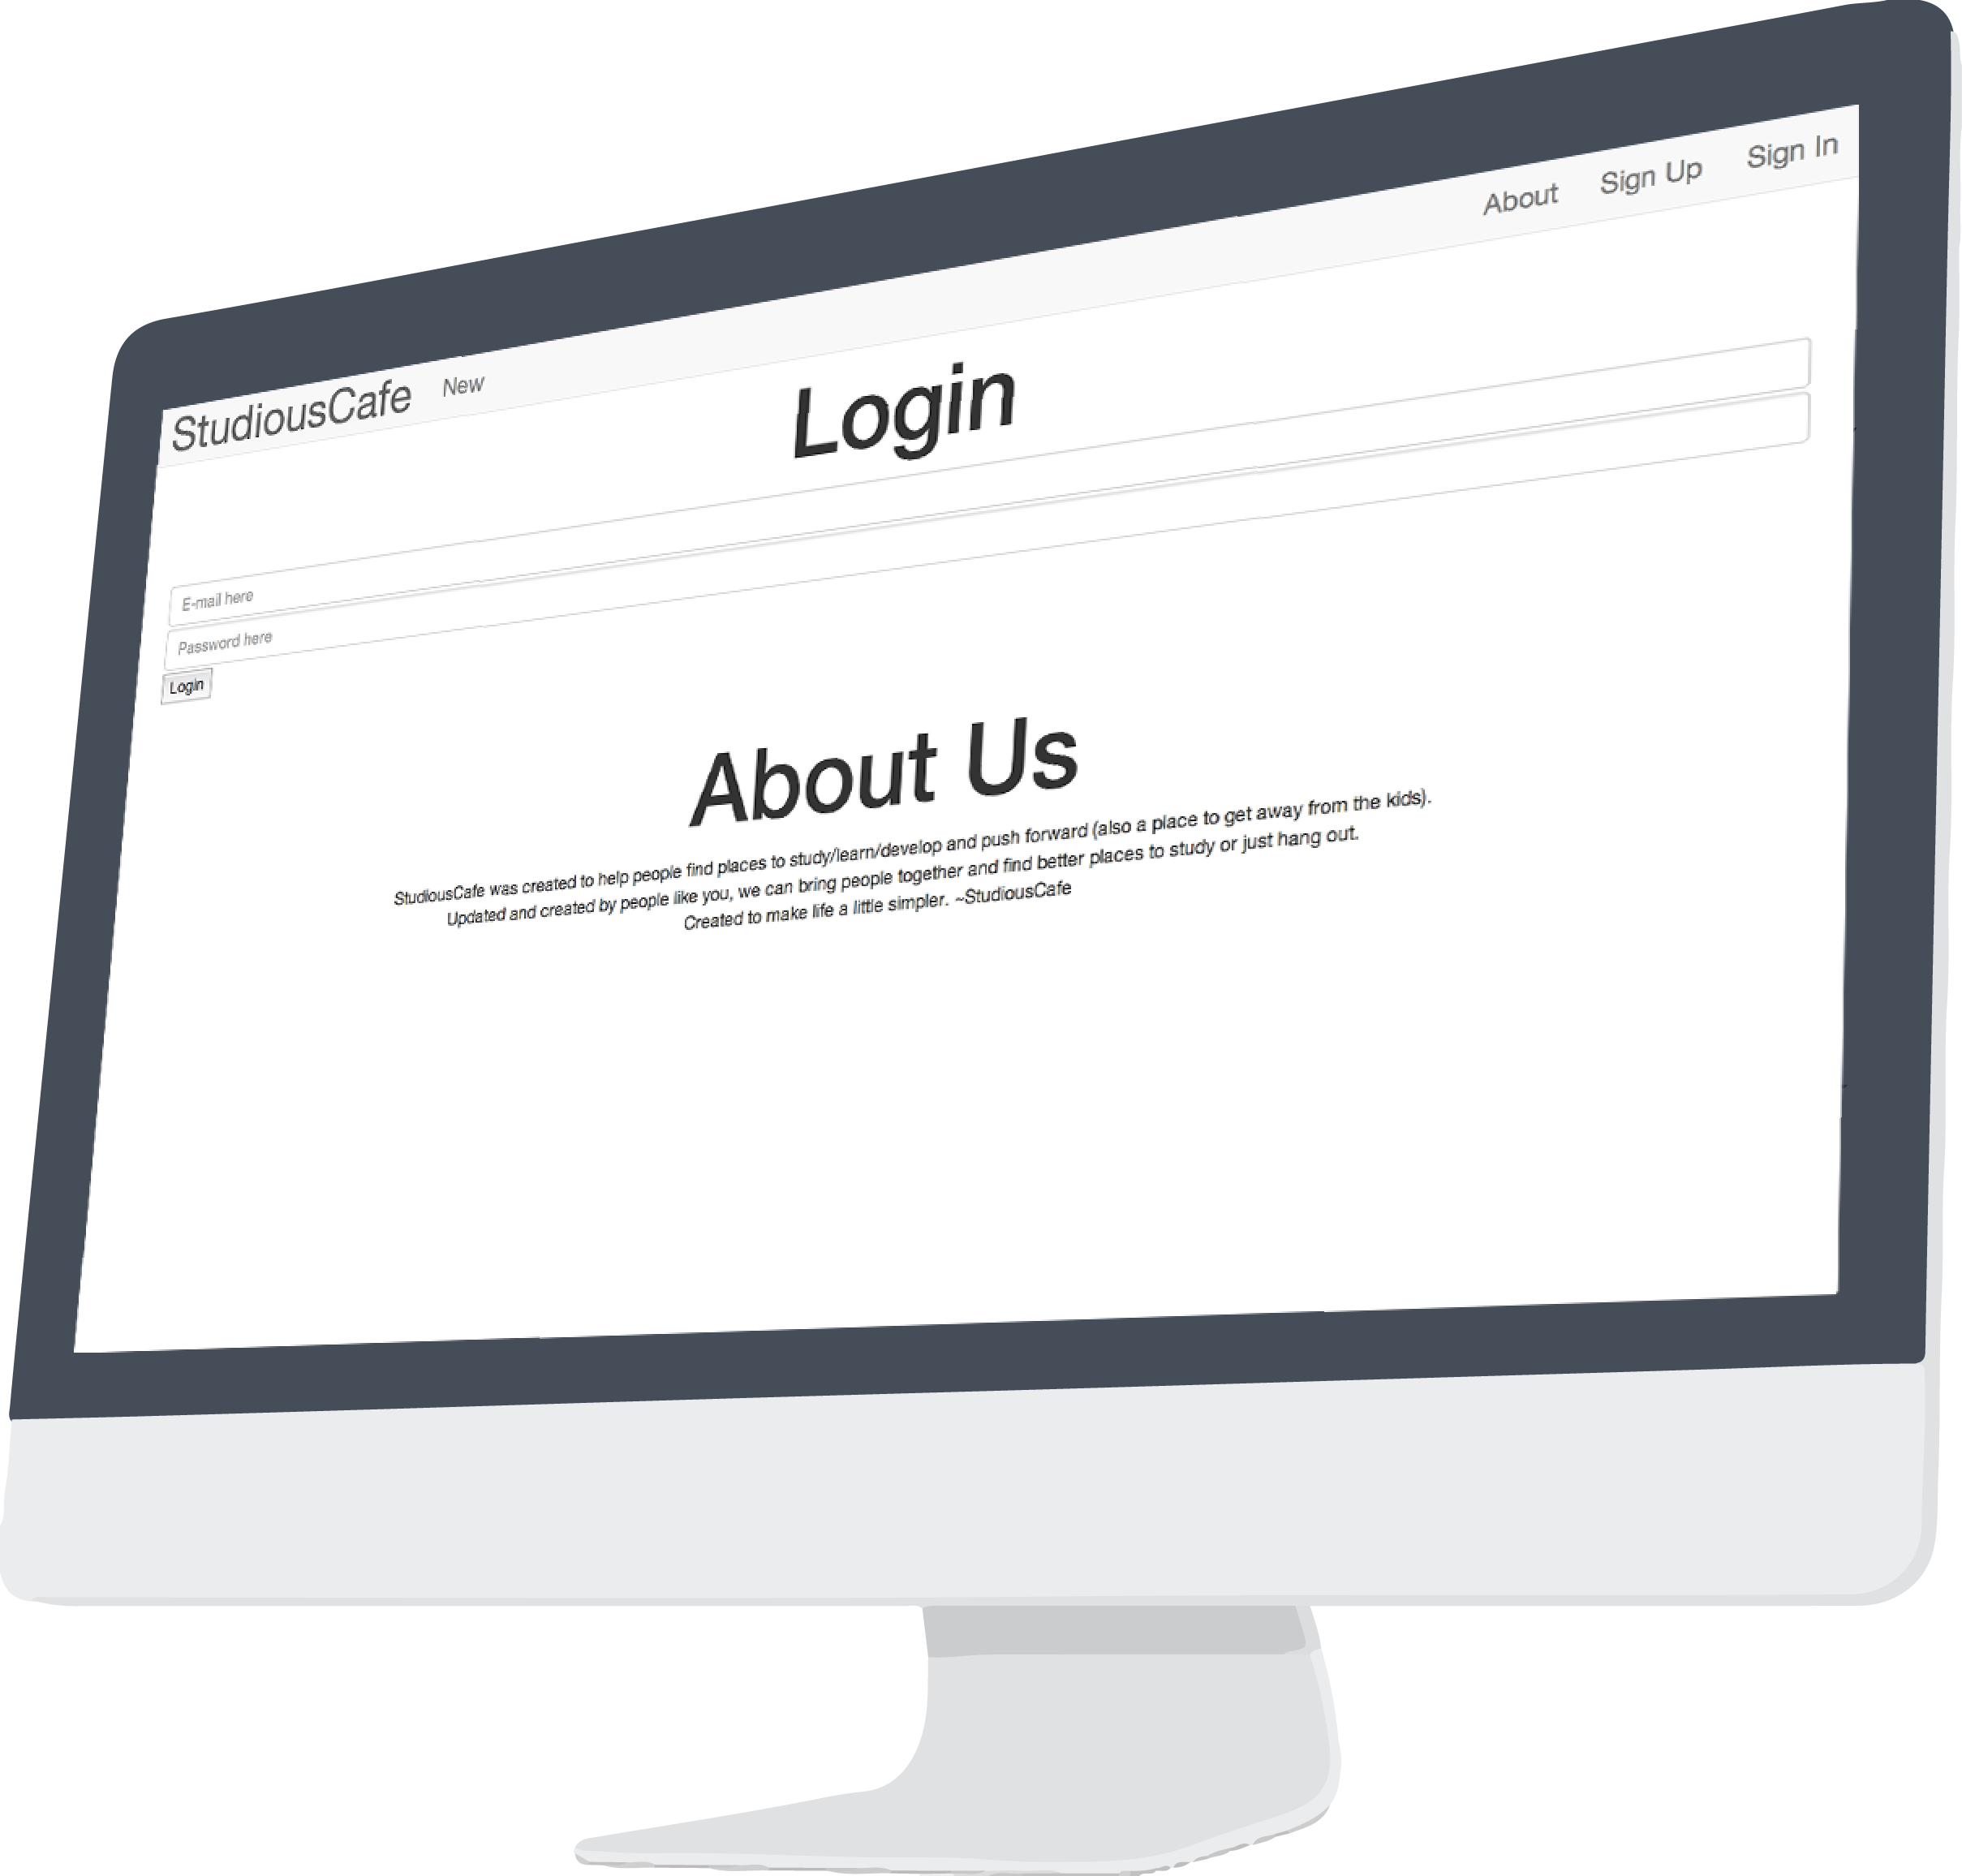 StudiousCafe New About Sign Up Sign In
Login
E-mail here
Password here
Login
About Us
StudiousCafe was created to help people find places to study/learn/develop and push forward (also a place to get away from the kids).
Updated and created by people like you, we can bring people together and find better places to study or just hang out.
Created to make life a little simpler. ~StudiousCafe